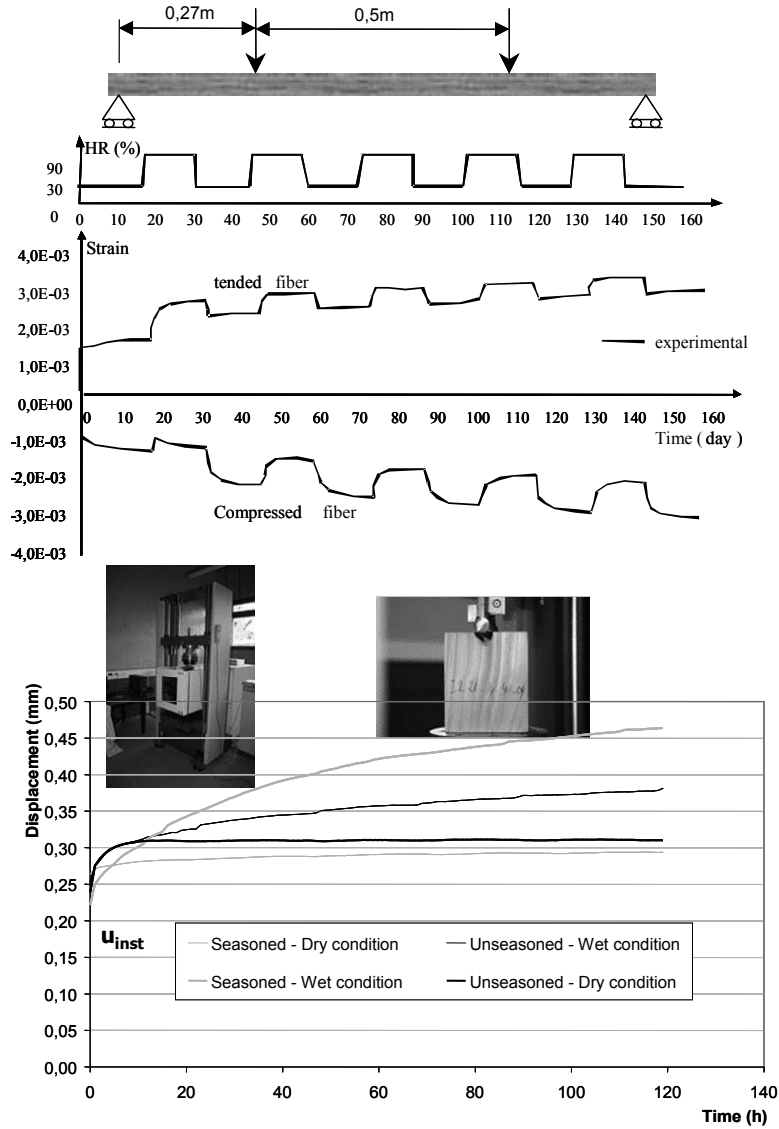 0,27m 0,5m
HR (%)
90
30
0
0 10 20 30 40 50 60 70 80 90 100 110 120 130 140 150 160
4,0E-03 Strain
tended fiber
3,0E-03
2,0E-03
experimental
1,0E-03
0,0E+00
0 10 20 30 40 50 60 70 80 90 100 110 120 130 140 150 160
-1,0E-03
Time ( day )
-2,0E-03
Compressed fiber
-3,0E-03
-4,0E-03
0,50
0,45
0,40
0,35
0,30
0,25
0,20
0,15
0,10
0,05
0,00
Displacement (mm)
uinst
Seasoned - Dry condition Unseasoned - Wet condition
Seasoned - Wet condition Unseasoned - Dry condition
0 20 40 60 80 100 120 140
Time (h)